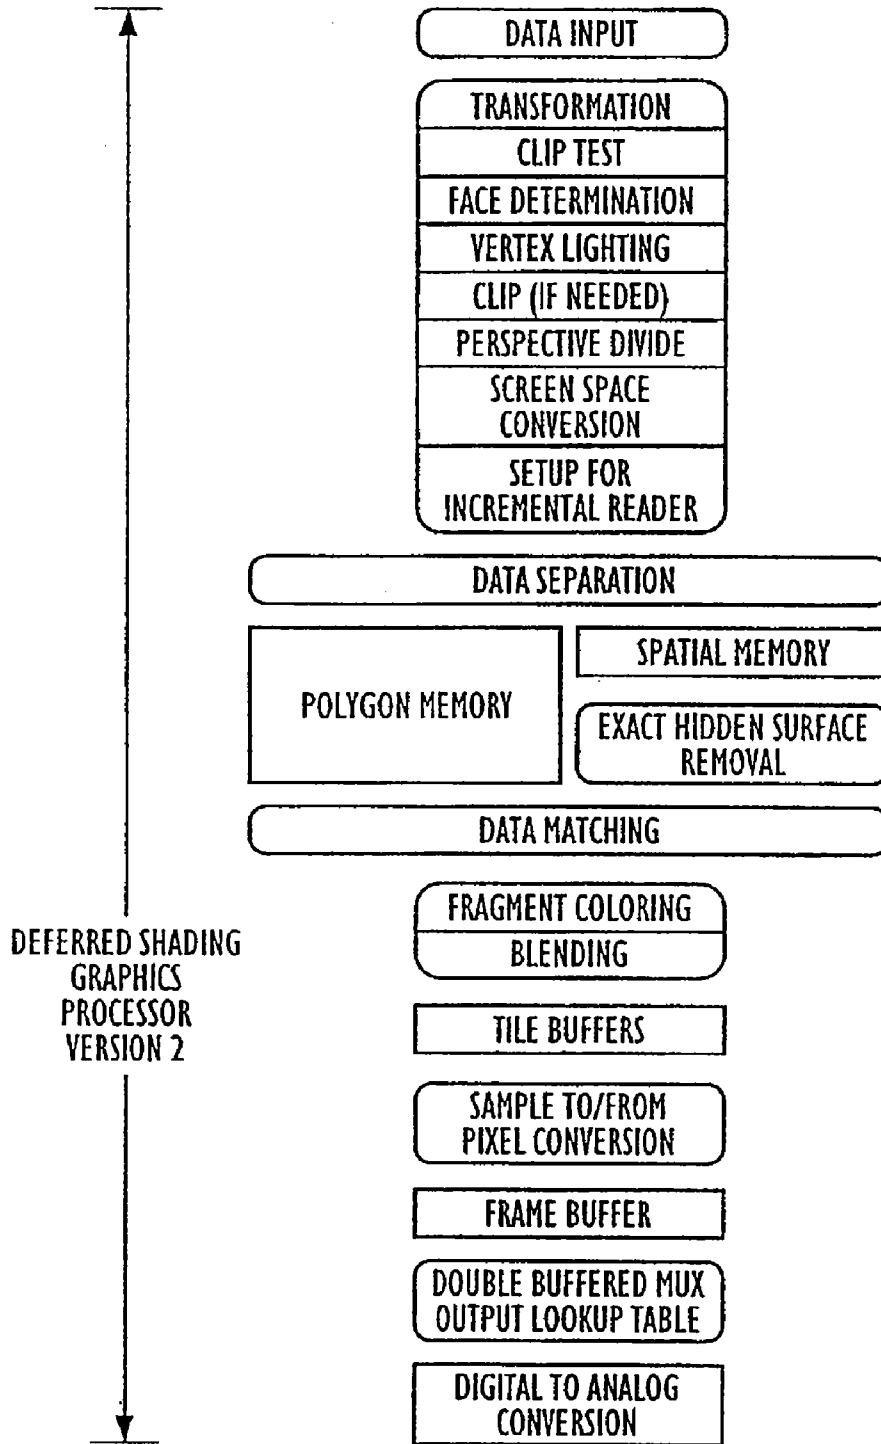 DATA INPUT
TRANSFORMATION
CLIP TEST
FACE DETERMINATION
VERTEX LIGHTING
CLIP (IF NEEDED)
PERSPECTIVE DIVIDE
SCREEN SPACE
CONVERSION
SETUP FOR
INCREMENTAL READER
DATA SEPARATION
POLYGON MEMORY
SPATIAL MEMORY
EXACT HIDDEN SURFACE
REMOVAL
DATA MATCHING
FRAGMENT COLORING
BLENDING
DEFERRED SHADING
GRAPHICS
PROCESSOR
VERSION 2
TILE BUFFERS
SAMPLE TO/FROM
PIXEL CONVERSION
FRAME BUFFER
DOUBLE BUFFERED MUX
OUTPUT LOOKUP TABLE
DIGITAL TO ANALOG
CONVERSION